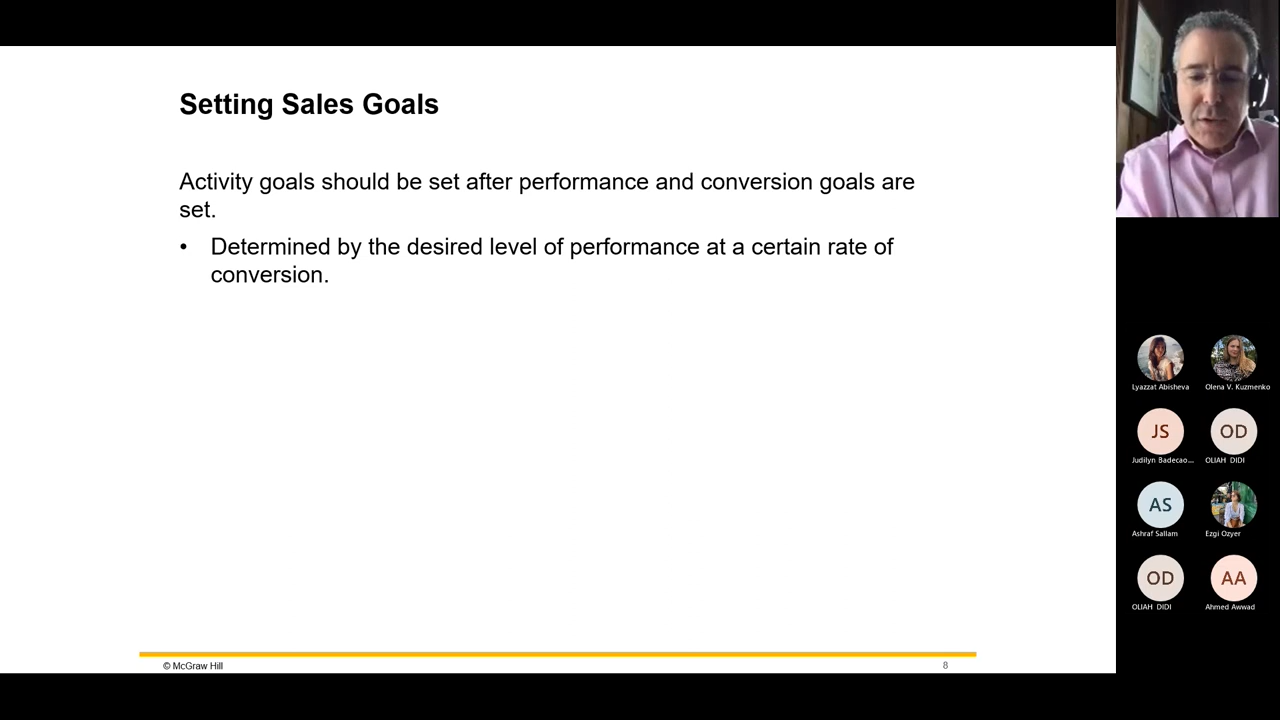 Setting Sales Goals
Activity goals should be set after performance and conversion goals are
set.
• Determined by the desired level of performance at a certain rate of
conversion.
© McGraw Hill
8
Lyazzat Abisheva
Olena V. Kuzmenko
JS
OD
Judilyn Badecao...
OLIAH DIDI
AS
Ashraf Sallam
Ezgi Ozyer
OD
AA
OLIAH DIDI
Ahmed Awwad